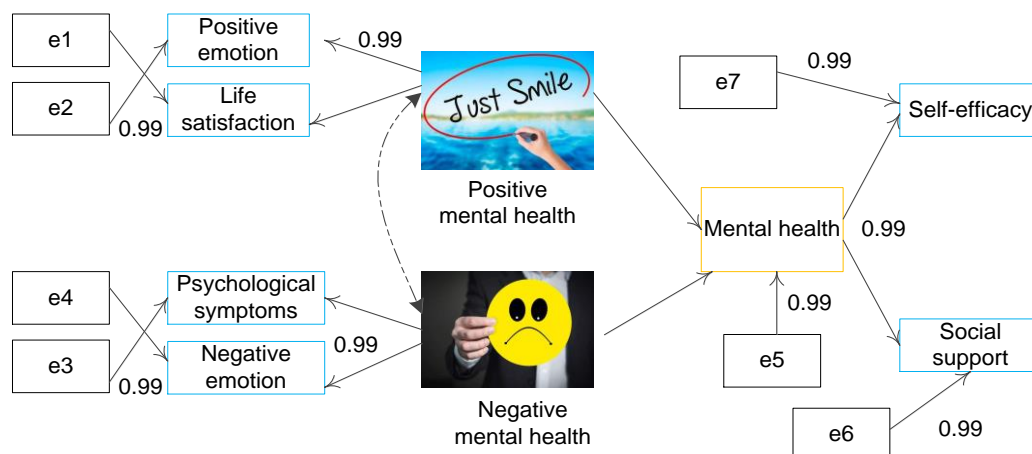 e1
Positive
emotion
0.99
e2
Life
satisfaction
0.99
Just Smile
Positive
mental health
e7
0.99
Self-efficacy
Mental health
0.99
e4
Psychological
symptoms
e3
Negative
emotion
0.99
0.99
Negative
mental health
0.99
e5
Social
support
e6
0.99